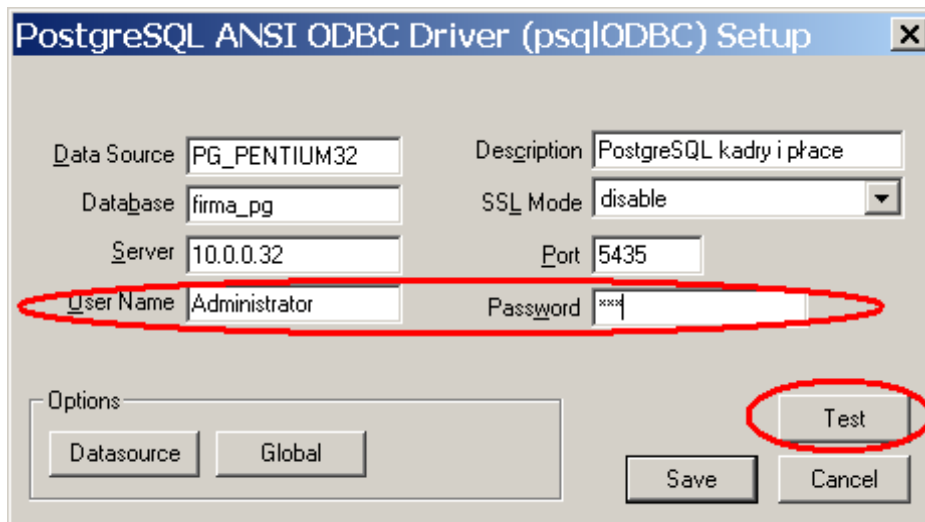 PostgreSQL ANSI ODBC Driver (psqlODBC) Setup
Data Source PG_PENTIUM32 Description PostgreSQL kadry i płace
Database firma_pg SSL Mode disable
Server 10.0.0.32 Port 5435
User Name Administrator Password ***
Options
Test
Datasource Global
Save Cancel